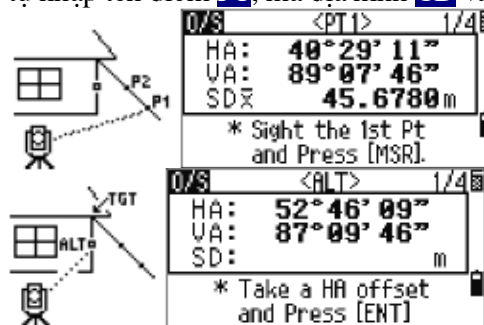 O/S <PT1> 1/4
HA: 40°29'11"
VA: 89°07'46"
SDx̅ 45.6780m
P2
P1
* Sight the 1st Pt
and Press [MSR].
O/S <ALT> 1/4
HA: 52°46'09"
VA: 87°09'46"
SD: m
TGT
ALT
* Take a HA offset
and Press [ENT]